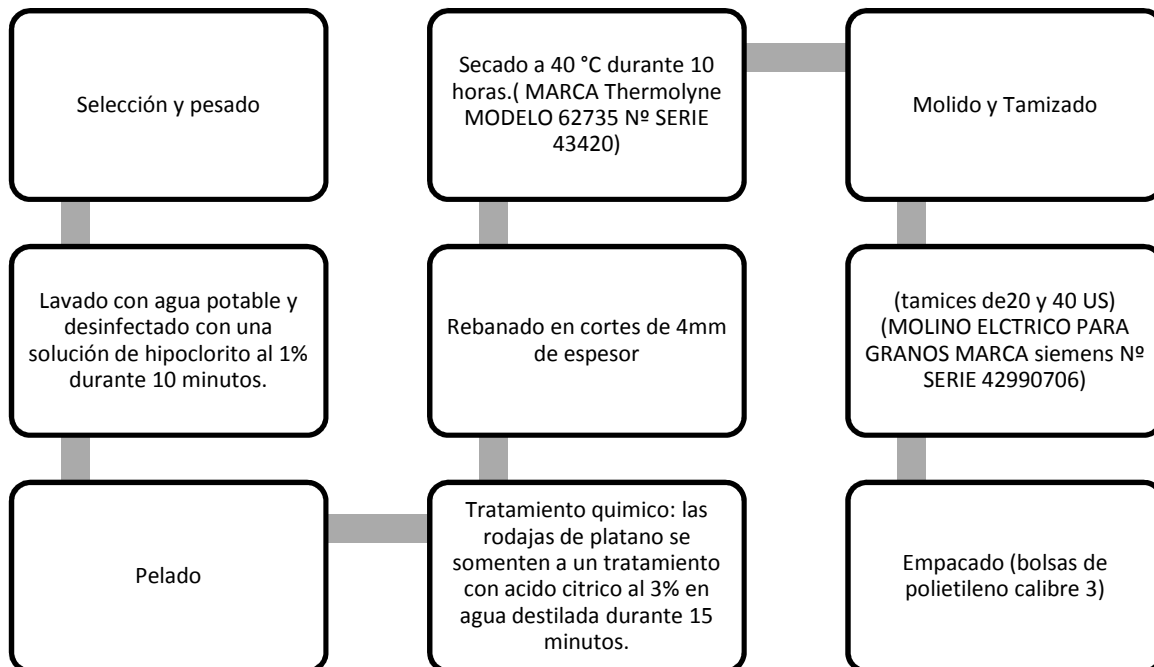 Selección y pesado
Lavado con agua potable y
desinfectado con una
solución de hipoclorito al 1%
durante 10 minutos.
Pelado
Tratamiento quimico: las
rodajas de platano se
somenten a un tratamiento
con acido citrico al 3% en
agua destilada durante 15
minutos.
Rebanado en cortes de 4mm
de espesor
Secado a 40 °C durante 10
horas.( MARCA Thermolyne
MODELO 62735 Nº SERIE
43420)
Molido y Tamizado
(tamices de20 y 40 US)
(MOLINO ELCTRICO PARA
GRANOS MARCA siemens Nº
SERIE 42990706)
Empacado (bolsas de
polietileno calibre 3)